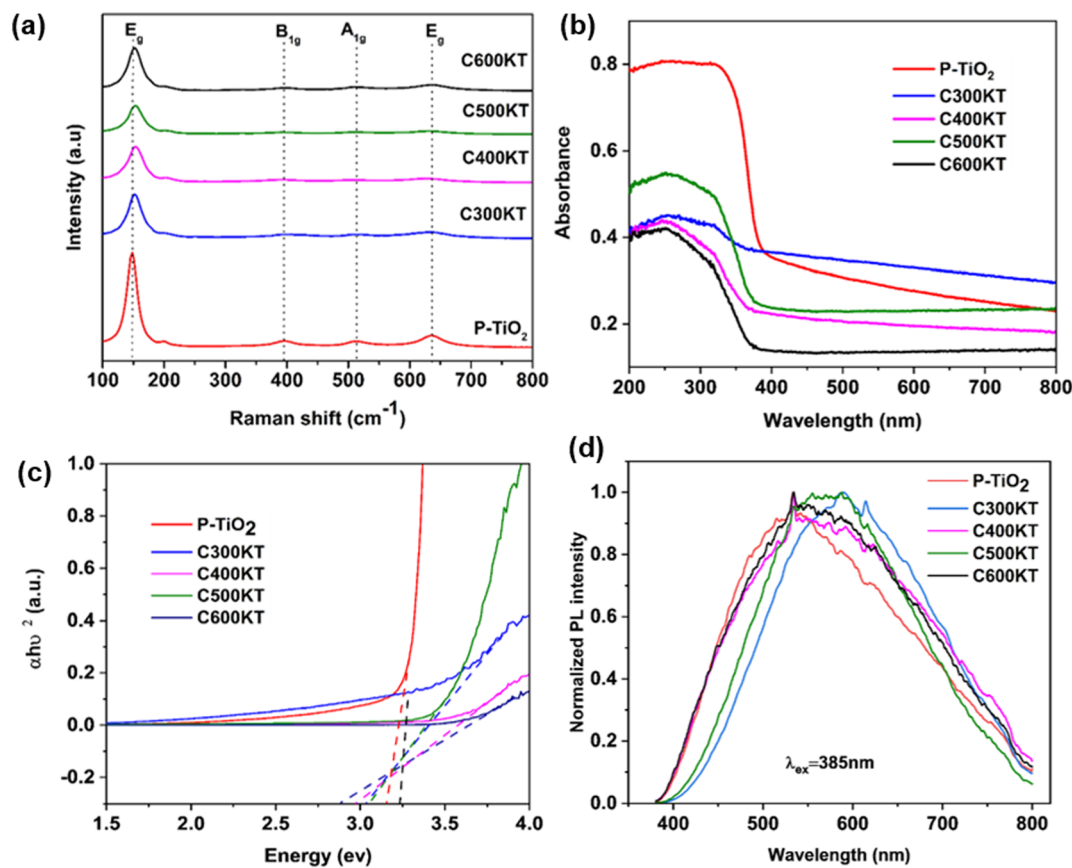 (a)
E_g
B_1g
A_1g
E_g
C600KT
C500KT
C400KT
C300KT
P-TiO₂
Intensity (a.u)
100 200 300 400 500 600 700 800
Raman shift (cm⁻¹)
(b)
0.8
0.6
0.4
0.2
Absorbance
P-TiO₂
C300KT
C400KT
C500KT
C600KT
200 300 400 500 600 700 800
Wavelength (nm)
(c)
1.0
0.8
0.6
0.4
0.2
0.0
-0.2
αhυ ² (a.u.)
P-TiO₂
C300KT
C400KT
C500KT
C600KT
1.5 2.0 2.5 3.0 3.5 4.0
Energy (ev)
(d)
1.0
0.8
0.6
0.4
0.2
0.0
Normalized PL intensity
P-TiO₂
C300KT
C400KT
C500KT
C600KT
λ_ex=385nm
400 500 600 700 800
Wavelength (nm)